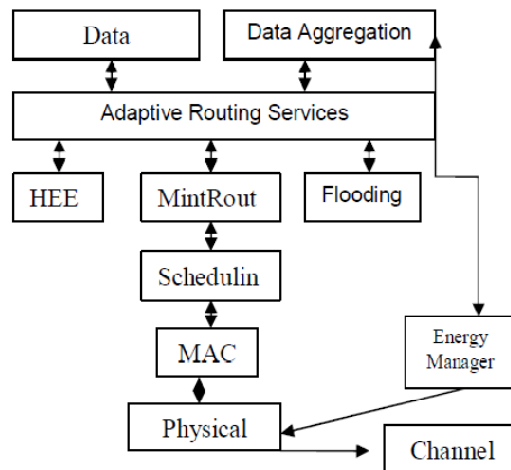 Data
Data Aggregation
Adaptive Routing Services
HEE
MintRout
Flooding
Schedulin
MAC
Energy
Manager
Physical
Channel